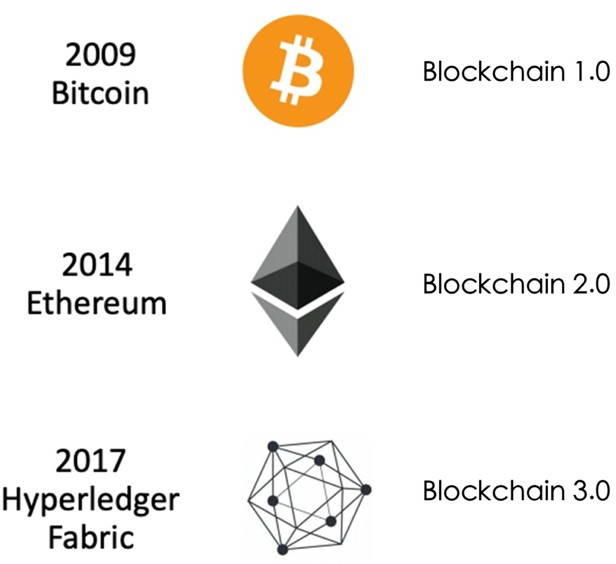 2009
Bitcoin
Blockchain 1.0
2014
Ethereum
Blockchain 2.0
2017
Hyperledger
Fabric
Blockchain 3.0